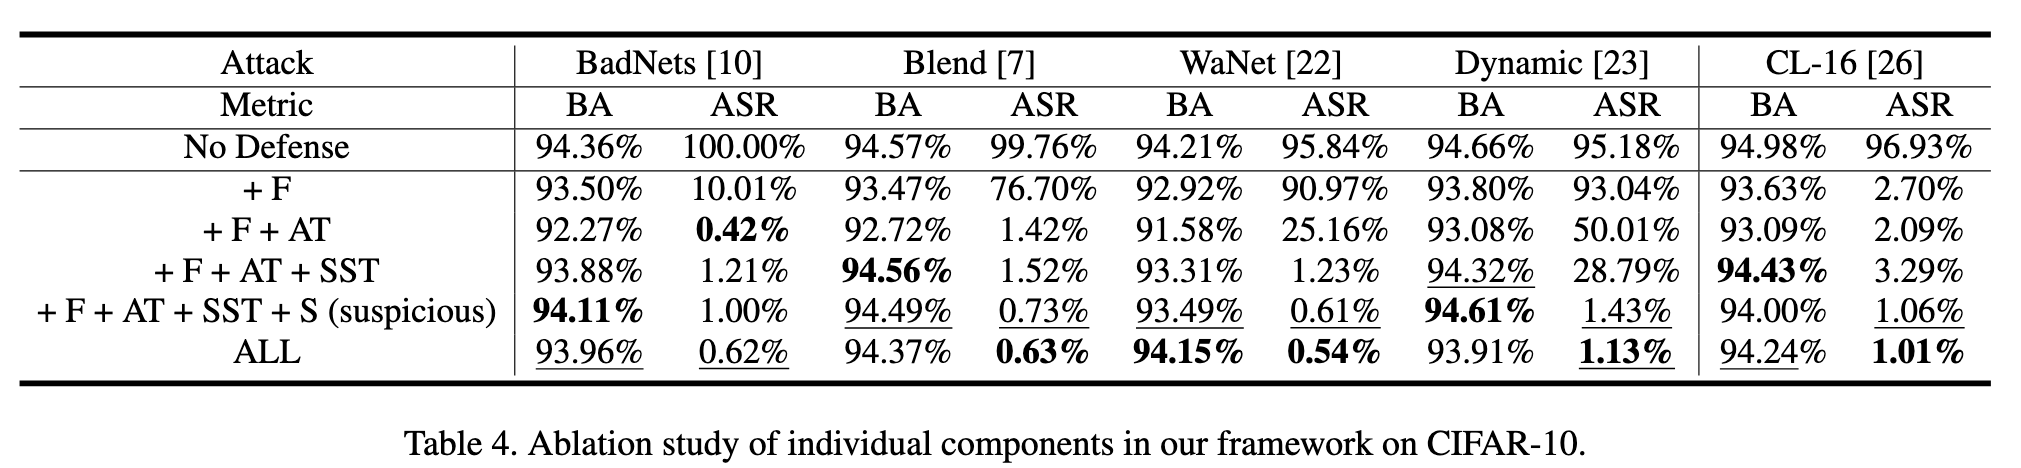 Attack BadNets [10] Blend [7] WaNet [22] Dynamic [23] CL-16 [26]
Metric BA ASR BA ASR BA ASR BA ASR BA ASR
No Defense 94.36% 100.00% 94.57% 99.76% 94.21% 95.84% 94.66% 95.18% 94.98% 96.93%
+ F 93.50% 10.01% 93.47% 76.70% 92.92% 90.97% 93.80% 93.04% 93.63% 2.70%
+ F + AT 92.27% 0.42% 92.72% 1.42% 91.58% 25.16% 93.08% 50.01% 93.09% 2.09%
+ F + AT + SST 93.88% 1.21% 94.56% 1.52% 93.31% 1.23% 94.32% 28.79% 94.43% 3.29%
+ F + AT + SST + S (suspicious) 94.11% 1.00% 94.49% 0.73% 93.49% 0.61% 94.61% 1.43% 94.00% 1.06%
ALL 93.96% 0.62% 94.37% 0.63% 94.15% 0.54% 93.91% 1.13% 94.24% 1.01%
Table 4. Ablation study of individual components in our framework on CIFAR-10.